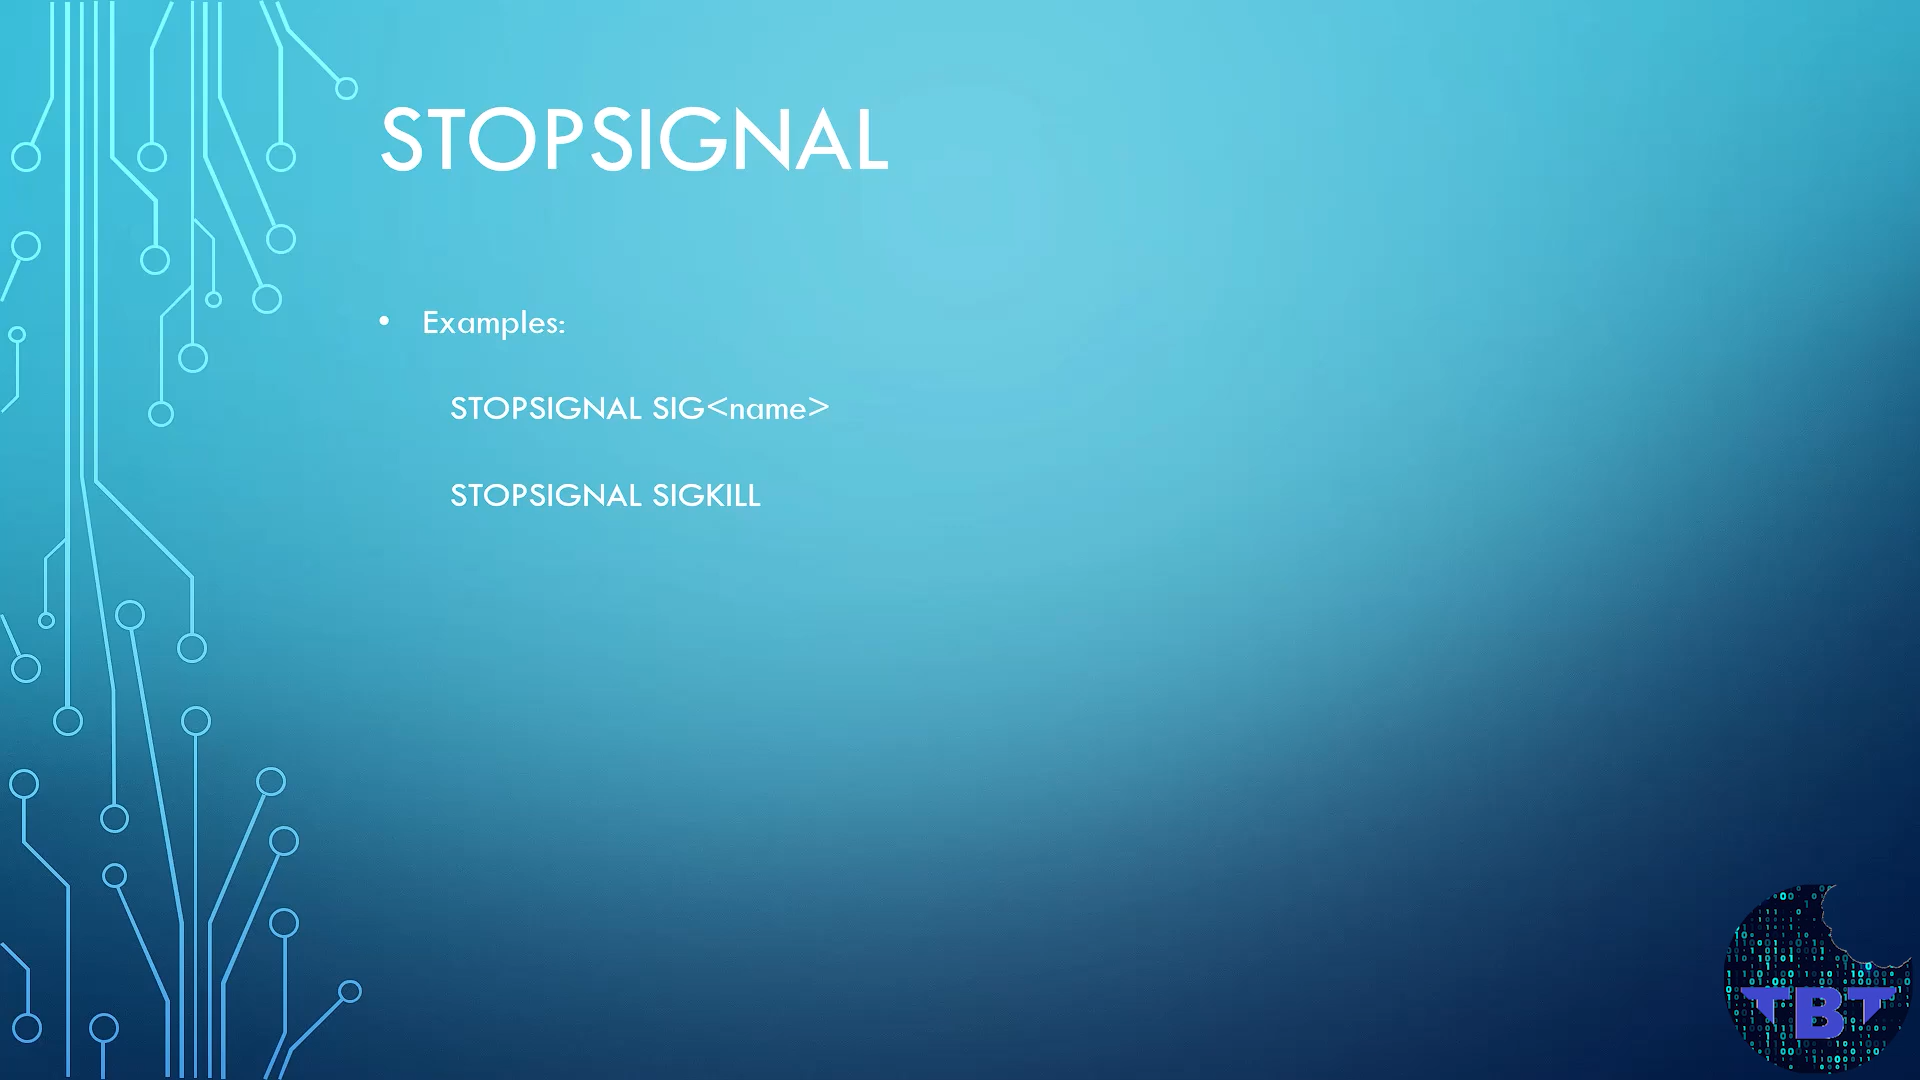 STOPSIGNAL
• Examples:
STOPSIGNAL SIG<name>
STOPSIGNAL SIGKILL
TBT